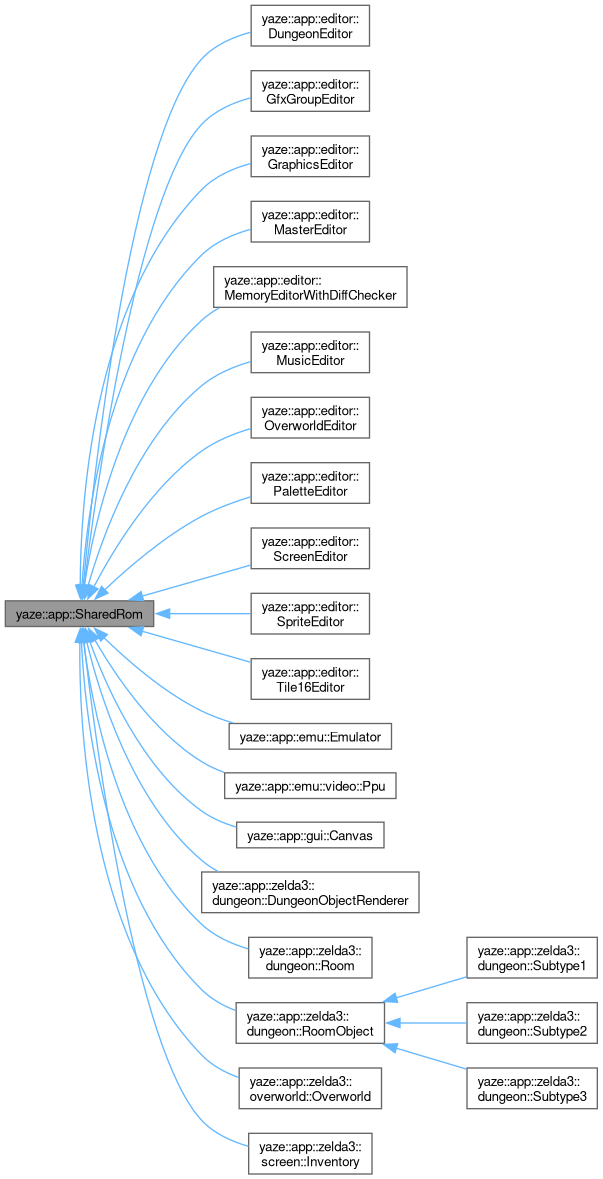 yaze::app::editor::
DungeonEditor
yaze::app::editor::
GfxGroupEditor
yaze::app::editor::
GraphicsEditor
yaze::app::editor::
MasterEditor
yaze::app::editor::
MemoryEditorWithDiffChecker
yaze::app::editor::
MusicEditor
yaze::app::editor::
OverworldEditor
yaze::app::editor::
PaletteEditor
yaze::app::editor::
ScreenEditor
yaze::app::SharedRom
yaze::app::editor::
SpriteEditor
yaze::app::editor::
Tile16Editor
yaze::app::emu::Emulator
yaze::app::emu::video::Ppu
yaze::app::gui::Canvas
yaze::app::zelda3::
dungeon::DungeonObjectRenderer
yaze::app::zelda3::
dungeon::Room
yaze::app::zelda3::
dungeon::RoomObject
yaze::app::zelda3::
dungeon::Subtype1
yaze::app::zelda3::
dungeon::Subtype2
yaze::app::zelda3::
dungeon::Subtype3
yaze::app::zelda3::
overworld::Overworld
yaze::app::zelda3::
screen::Inventory